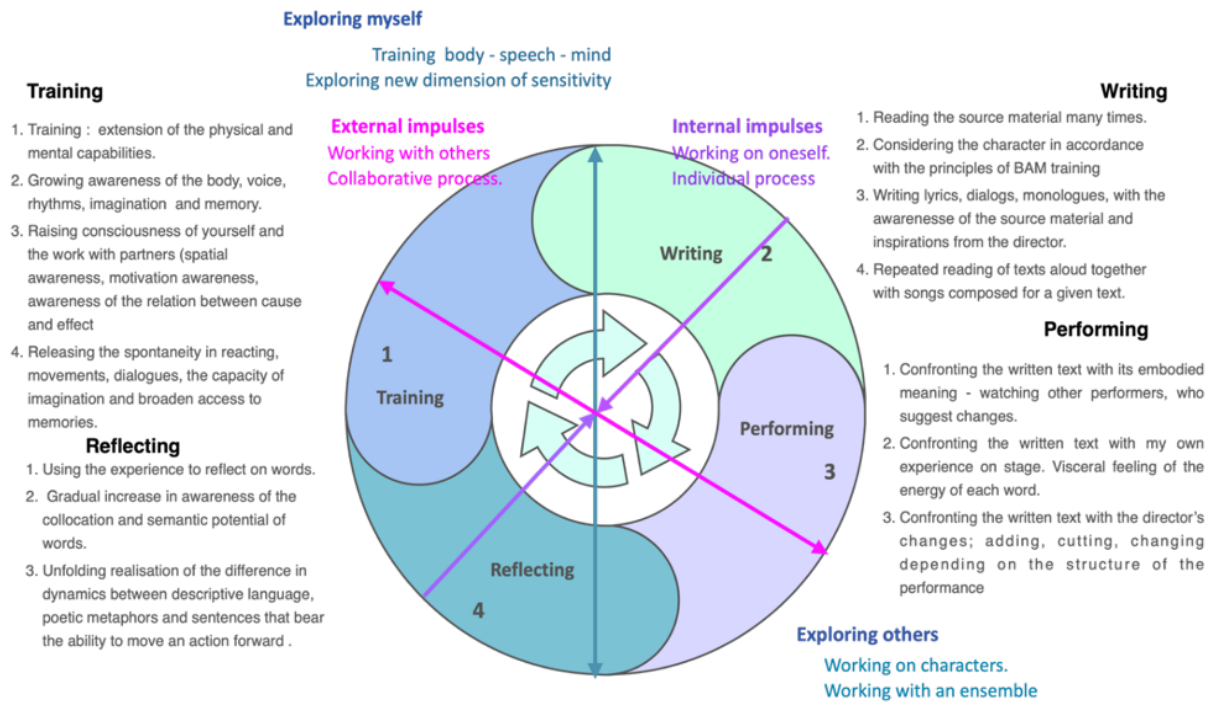 Exploring myself
Training body - speech - mind
Exploring new dimension of sensitivity
Training
1. Training : extension of the physical and
mental capabilities.
2. Growing awareness of the body, voice,
rhythms, imagination and memory.
3. Raising consciousness of yourself and
the work with partners (spatial
awareness, motivation awareness,
awareness of the relation between cause
and effect
4. Releasing the spontaneity in reacting,
movements, dialogues, the capacity of
imagination and broaden access to
memories.
Reflecting
1. Using the experience to reflect on words.
2. Gradual increase in awareness of the
collocation and semantic potential of
words.
3. Unfolding realisation of the difference in
dynamics between descriptive language,
poetic metaphors and sentences that bear
the ability to move an action forward .
External impulses
Working with others
Collaborative process.
Internal impulses
Working on oneself.
Individual process
Writing
2
1
Training
Performing
3
Reflecting
4
Writing
1. Reading the source material many times.
2. Considering the character in accordance
with the principles of BAM training
3. Writing lyrics, dialogs, monologues, with the
awarenesse of the source material and
inspirations from the director.
4. Repeated reading of texts aloud together
with songs composed for a given text.
Performing
1. Confronting the written text with its embodied
meaning - watching other performers, who
suggest changes.
2. Confronting the written text with my own
experience on stage. Visceral feeling of the
energy of each word.
3. Confronting the written text with the director's
changes; adding, cutting, changing
depending on the structure of the
performance
Exploring others
Working on characters.
Working with an ensemble